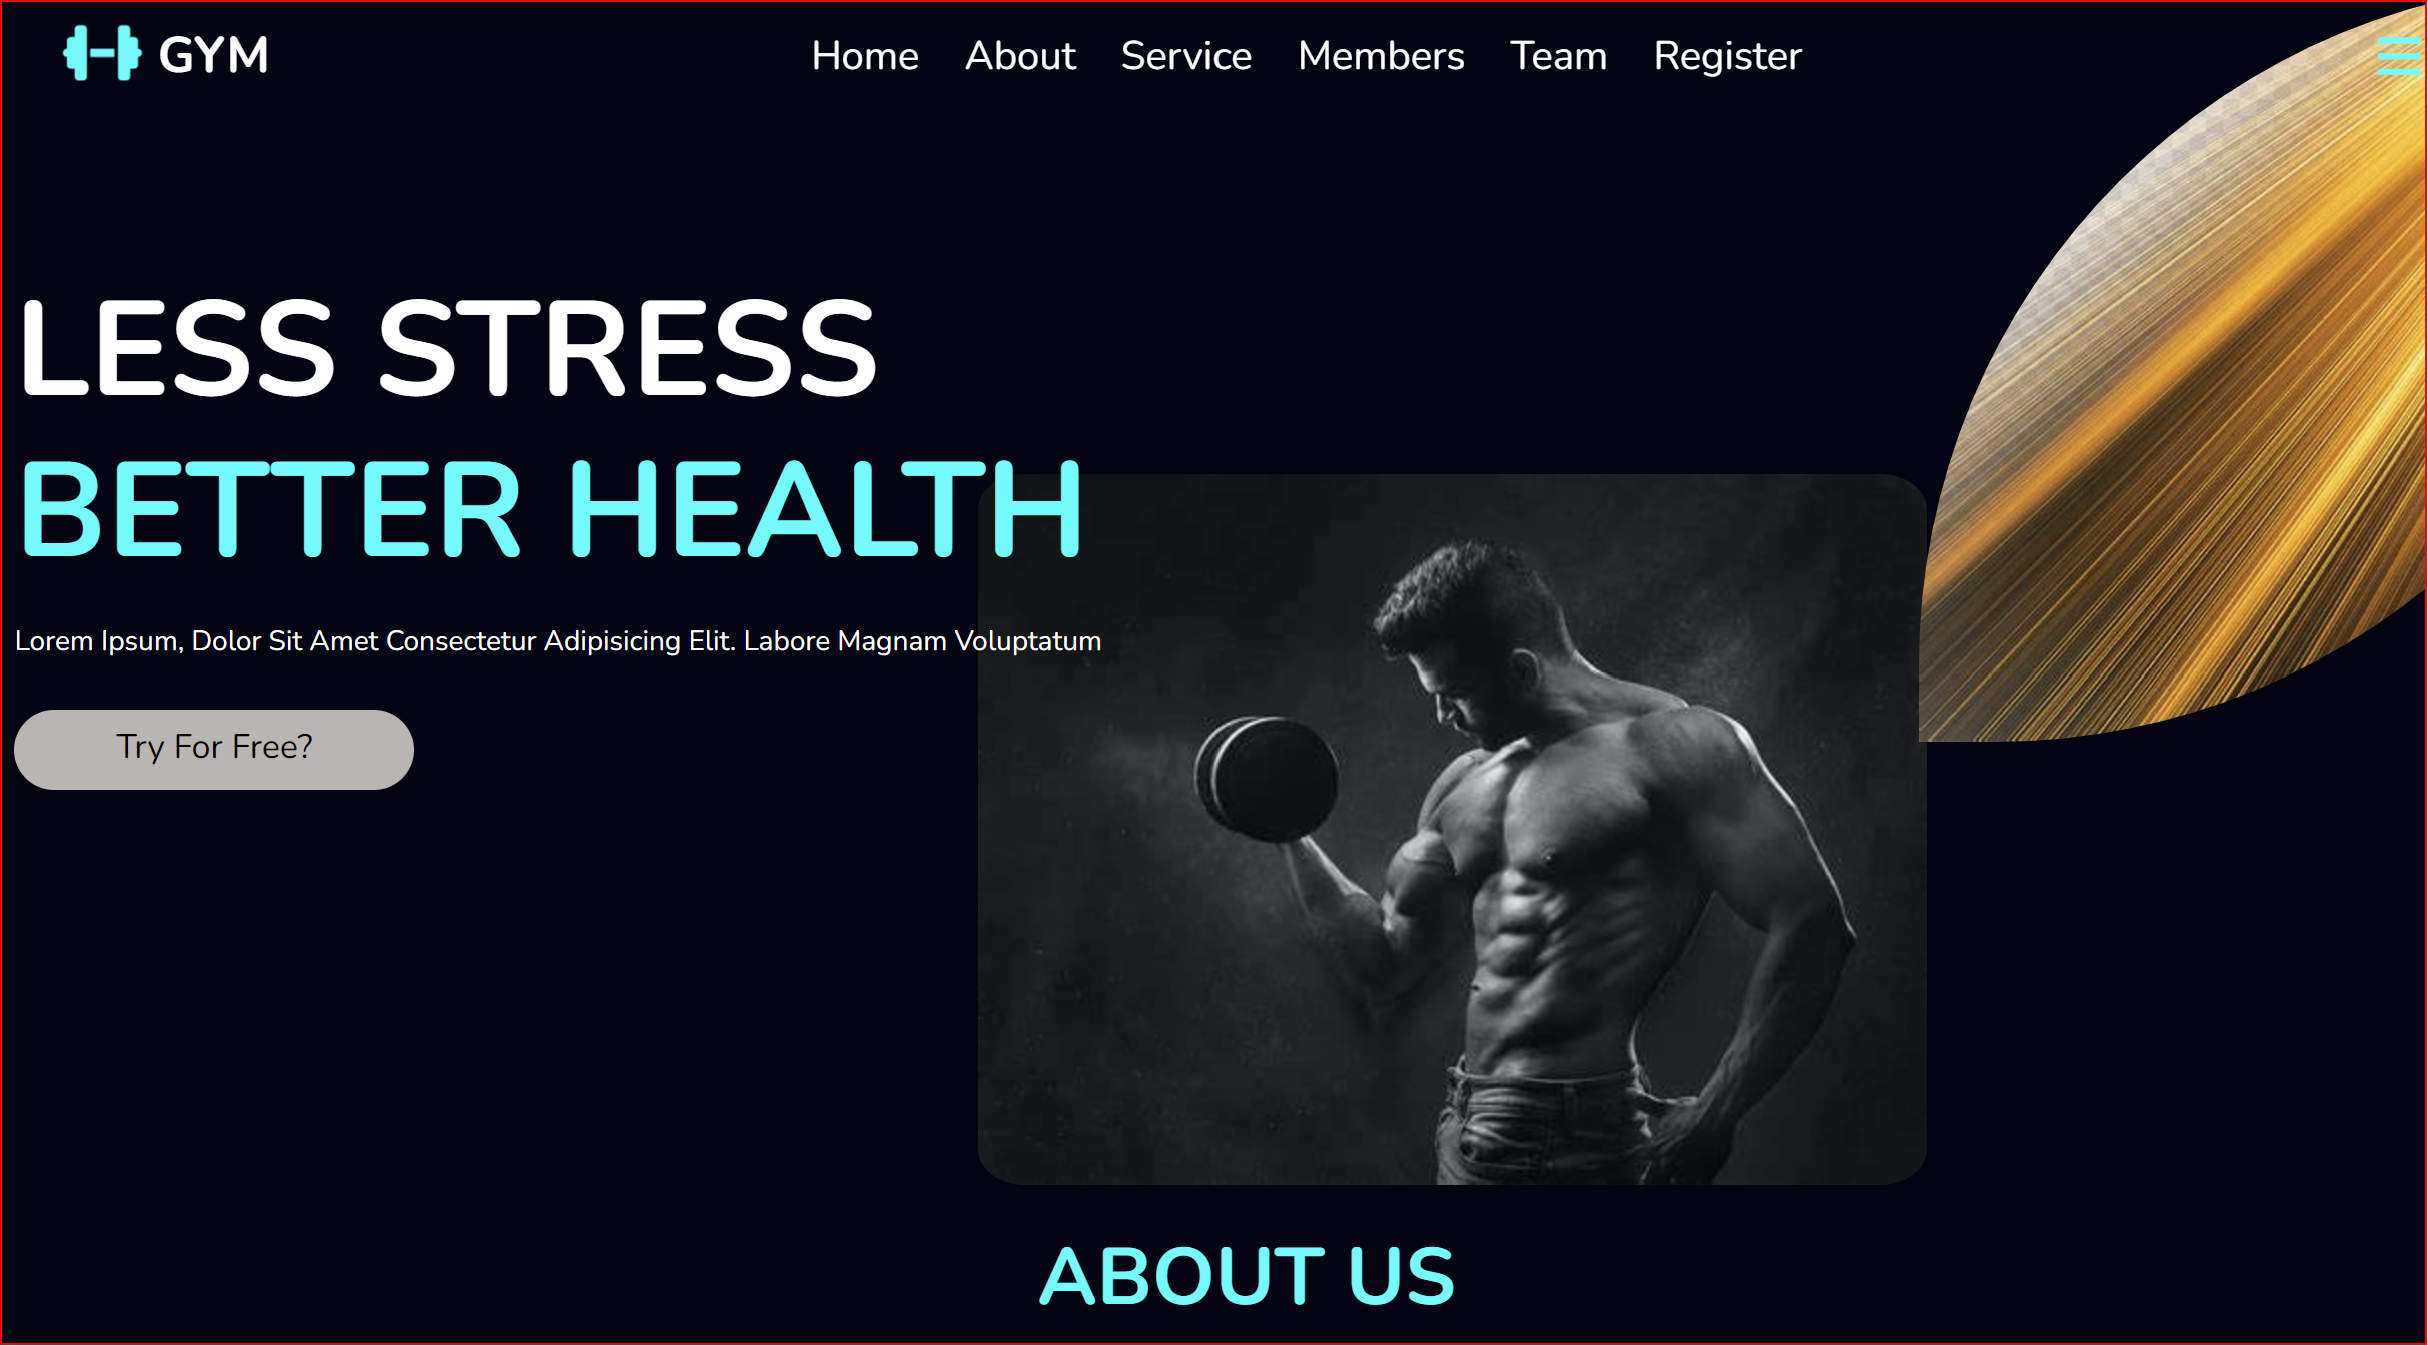 GYM
Home About Service Members Team Register
LESS STRESS
BETTER HEALTH
Lorem Ipsum, Dolor Sit Amet Consectetur Adipisicing Elit. Labore Magnam Voluptatum
Try For Free?
ABOUT US